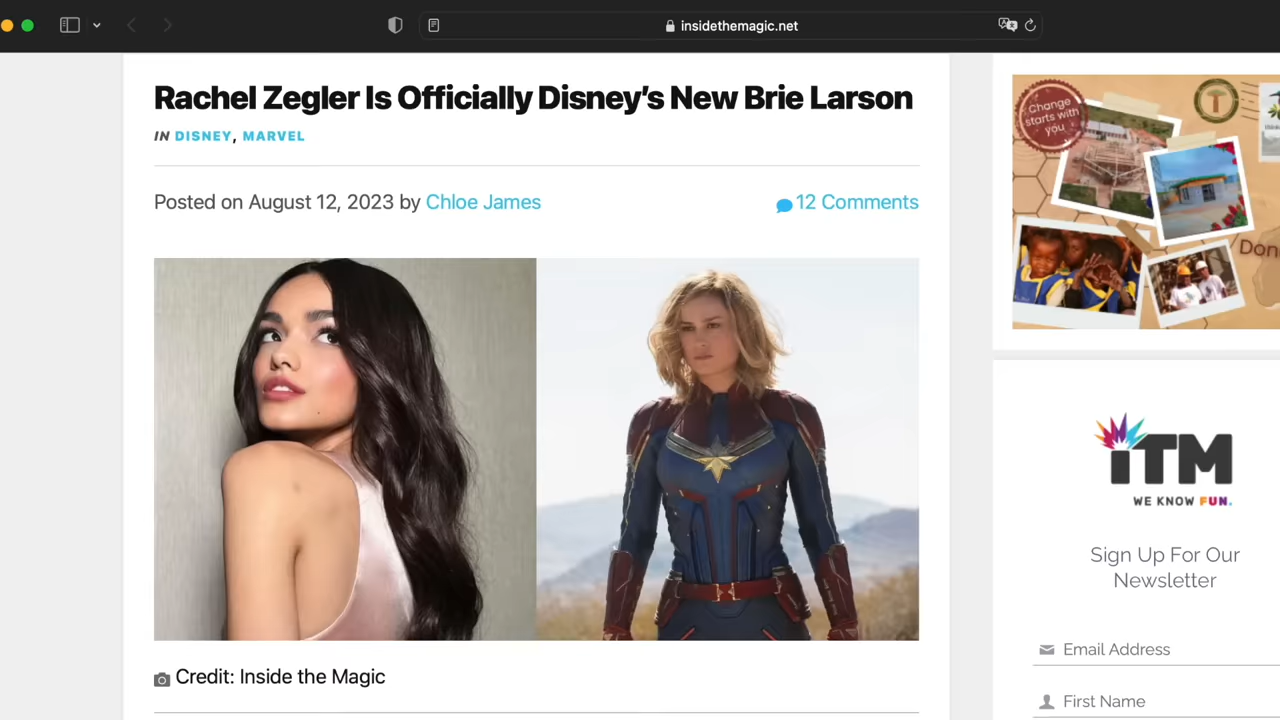 insidethemagic.net
Rachel Zegler Is Officially Disney's New Brie Larson
IN DISNEY, MARVEL
Posted on August 12, 2023 by Chloe James
12 Comments
Credit: Inside the Magic
Change
starts with
you
Don
iTM
WE KNOW FUN.
Sign Up For Our
Newsletter
Email Address
First Name